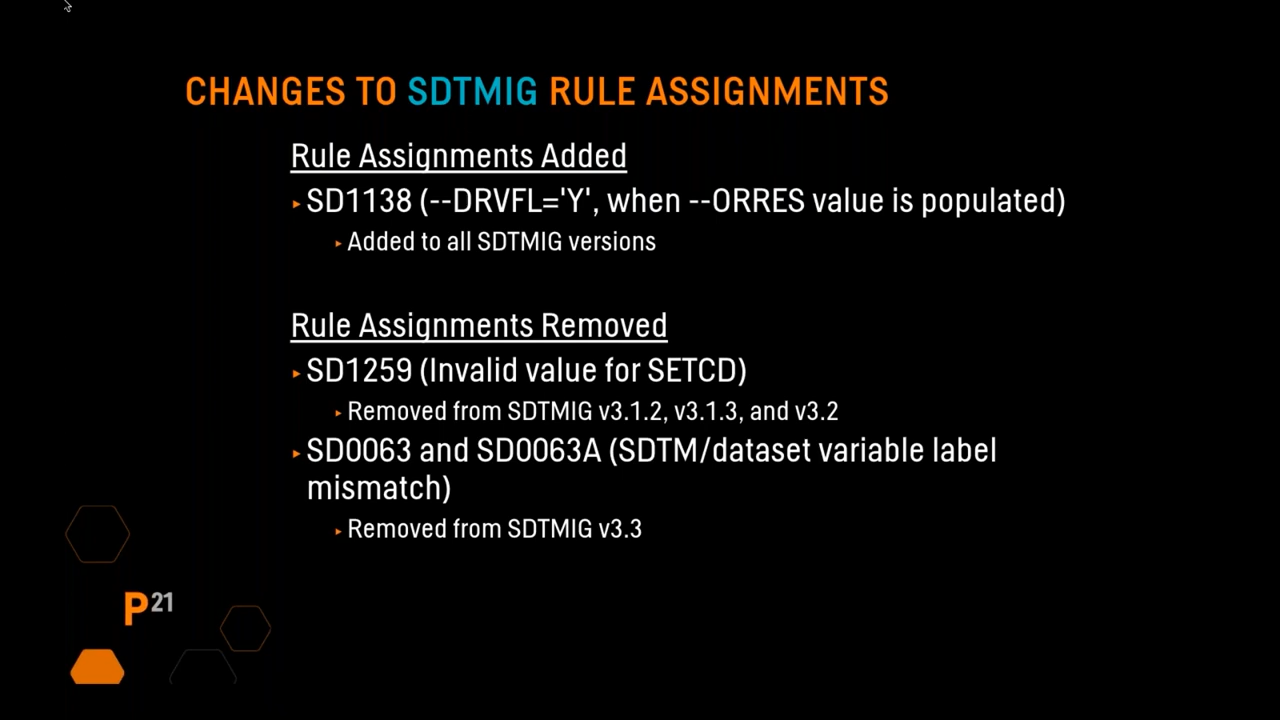 CHANGES TO SDTMIG RULE ASSIGNMENTS
Rule Assignments Added
SD1138 (--DRVFL='Y', when --ORRES value is populated)
Added to all SDTMIG versions
Rule Assignments Removed
SD1259 (Invalid value for SETCD)
Removed from SDTMIG v3.1.2, v3.1.3, and v3.2
SD0063 and SD0063A (SDTM/dataset variable label
mismatch)
Removed from SDTMIG v3.3
P21